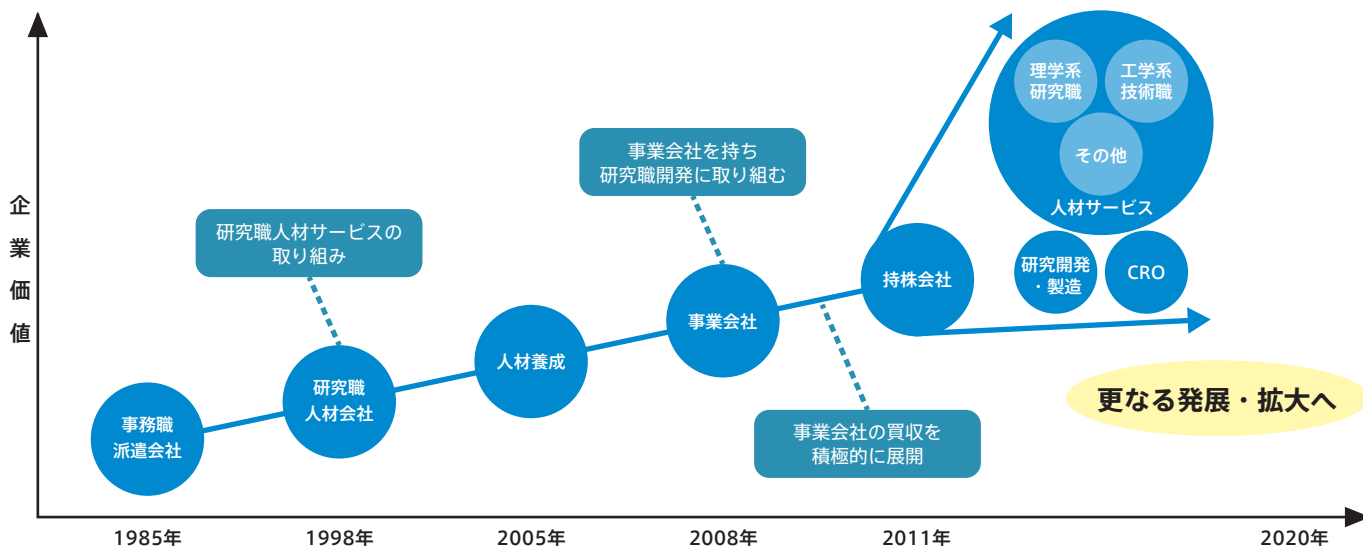 企
業
価
値
事務職
派遣会社
研究職人材サービスの
取り組み
研究職
人材会社
人材養成
事業会社を持ち
研究職開発に取り組む
事業会社
事業会社の買収を
積極的に展開
持株会社
理学系
研究職
工学系
技術職
その他
人材サービス
研究開発
・製造
CRO
更なる発展・拡大へ
1985年
1998年
2005年
2008年
2011年
2020年